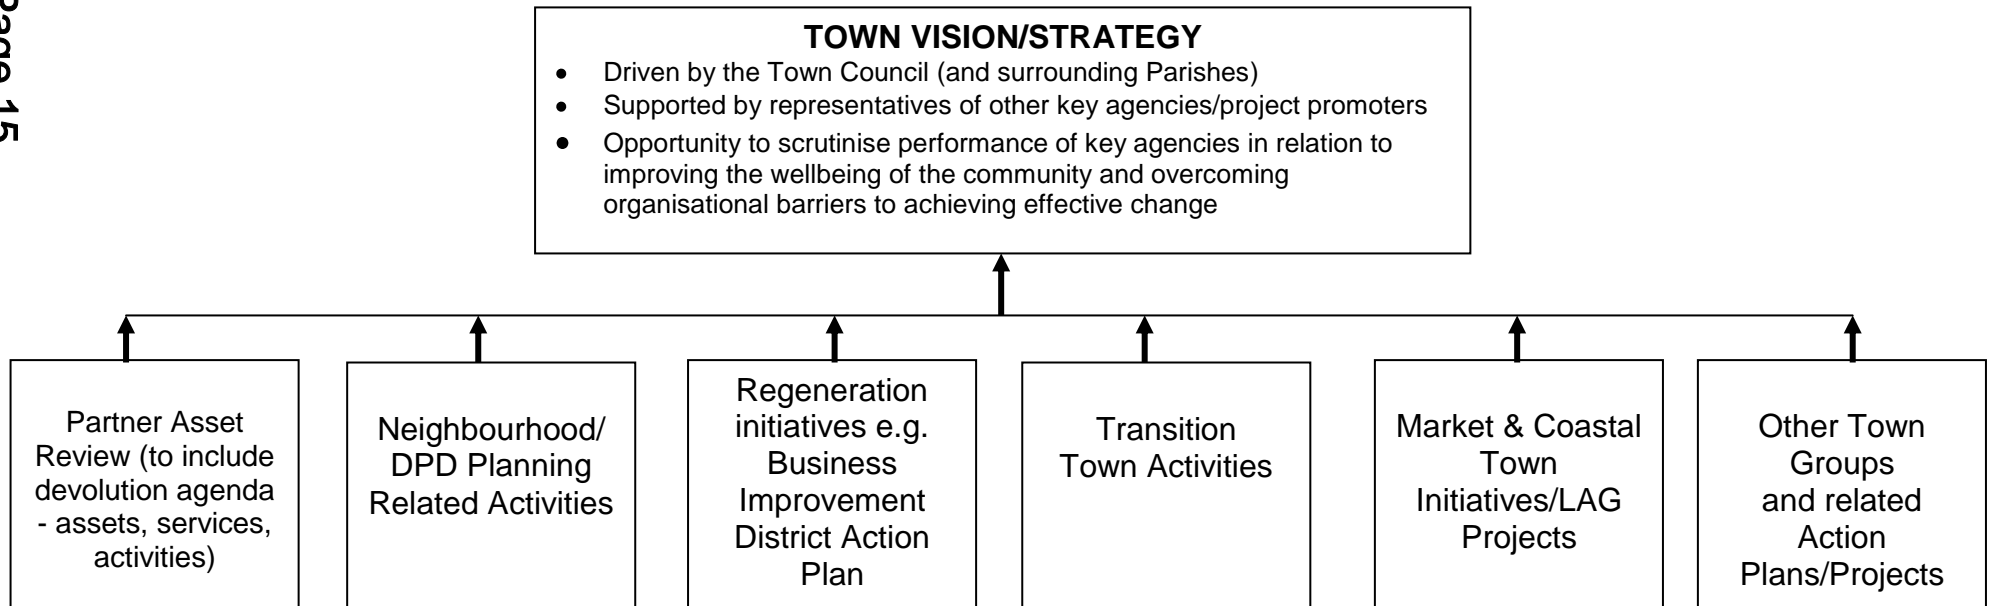 Page 15
TOWN VISION/STRATEGY
• Driven by the Town Council (and surrounding Parishes)
• Supported by representatives of other key agencies/project promoters
• Opportunity to scrutinise performance of key agencies in relation to
improving the wellbeing of the community and overcoming
organisational barriers to achieving effective change
Partner Asset
Review (to include
devolution agenda
- assets, services,
activities)
Neighbourhood/
DPD Planning
Related Activities
Regeneration
initiatives e.g.
Business
Improvement
District Action
Plan
Transition
Town Activities
Market & Coastal
Town
Initiatives/LAG
Projects
Other Town
Groups
and related
Action
Plans/Projects